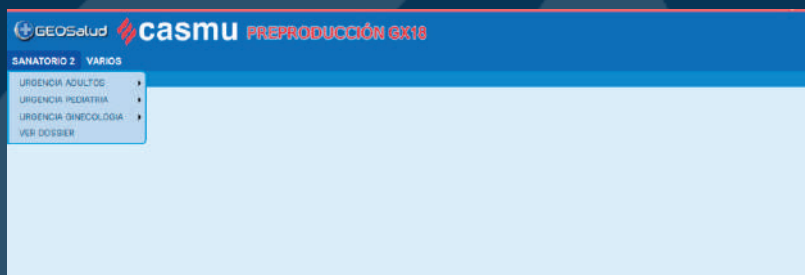 GEOSalud casmu PREPRODUCCIÓN GX18
SANATORIO 2 VARIOS
URGENCIA ADULTOS
URGENCIA PEDIATRIA
URGENCIA GINECOLOGIA
VER DOSSIER